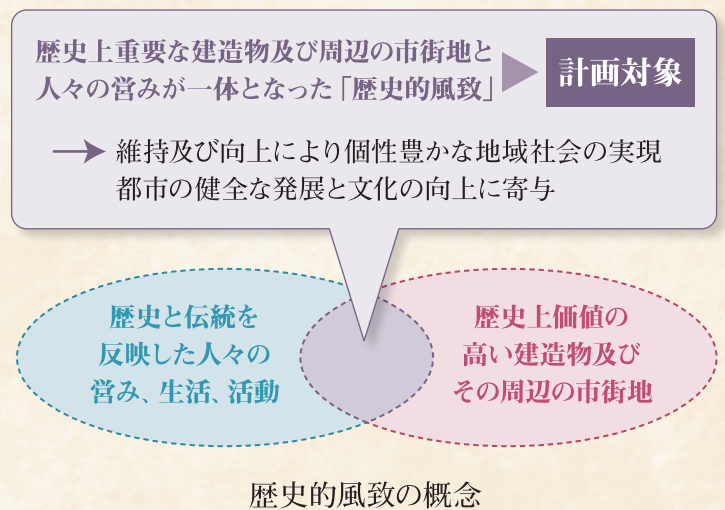 歴史上重要な建造物及び周辺の市街地と
人々の営みが一体となった「歴史的風致」
計画対象
維持及び向上により個性豊かな地域社会の実現
都市の健全な発展と文化の向上に寄与
歴史と伝統を
反映した人々の
営み、生活、活動
歴史上価値の
高い建造物及び
その周辺の市街地
歴史的風致の概念